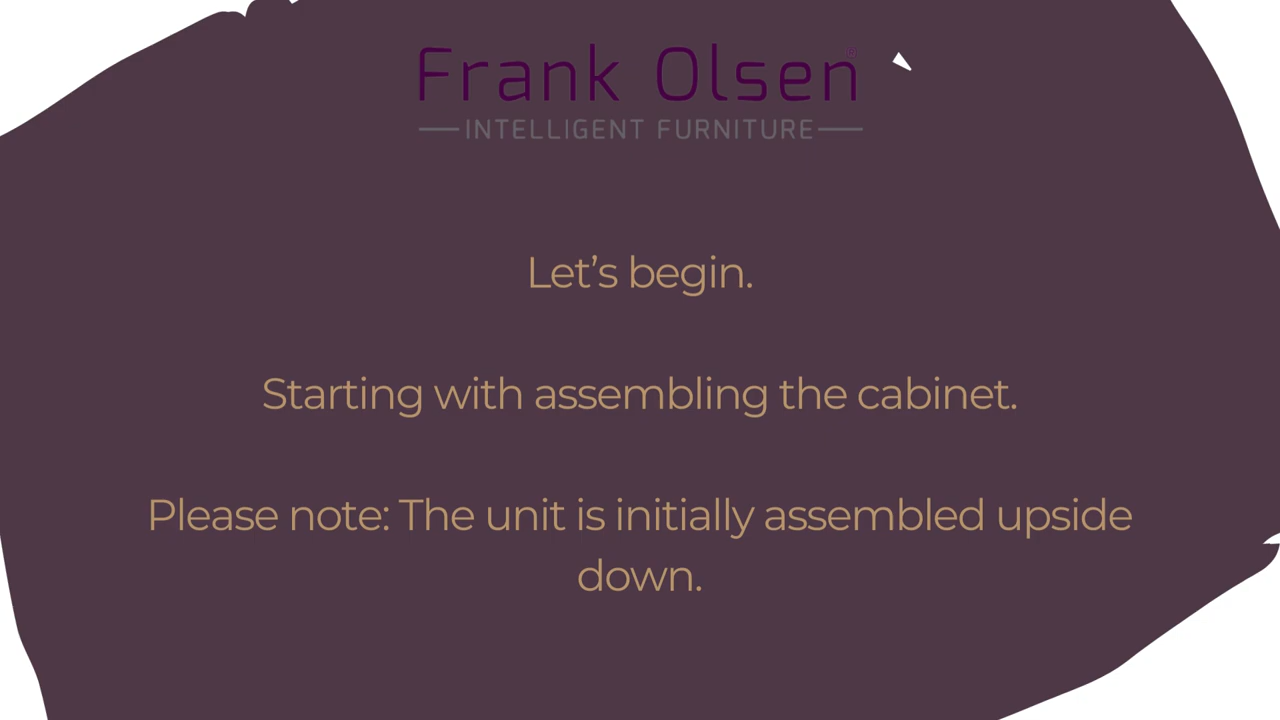 Frank Olsen®
INTELLIGENT FURNITURE
Let’s begin.
Starting with assembling the cabinet.
Please note: The unit is initially assembled upside
down.